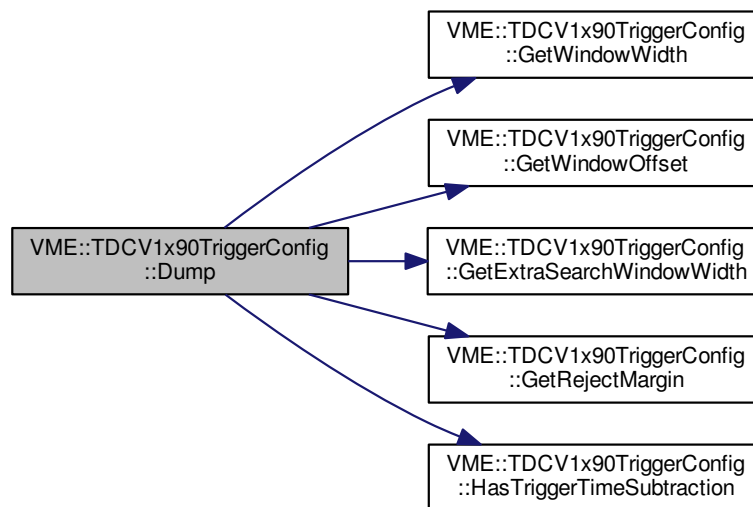 VME::TDCV1x90TriggerConfig
::GetWindowWidth
VME::TDCV1x90TriggerConfig
::GetWindowOffset
VME::TDCV1x90TriggerConfig
::Dump
VME::TDCV1x90TriggerConfig
::GetExtraSearchWindowWidth
VME::TDCV1x90TriggerConfig
::GetRejectMargin
VME::TDCV1x90TriggerConfig
::HasTriggerTimeSubtraction